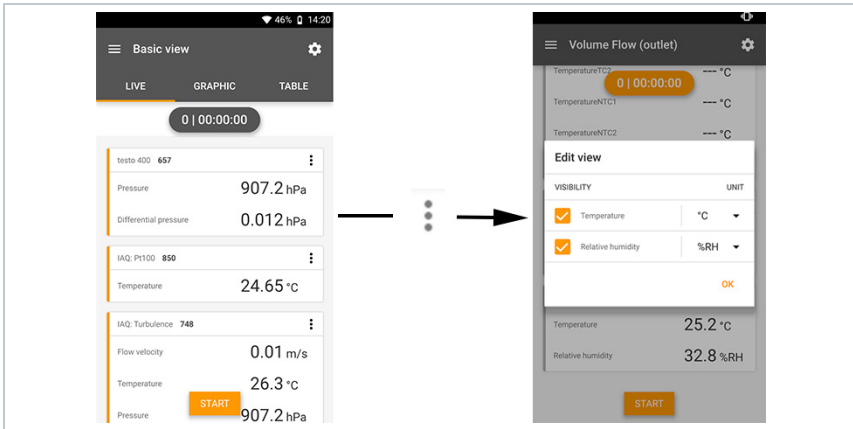 46% 14:20
Basic view
LIVE GRAPHIC TABLE
0 | 00:00:00
testo 400 657
Pressure 907.2 hPa
Differential pressure 0.012 hPa
IAQ: Pt100 850
Temperature 24.65 °C
IAQ: Turbulence 748
Flow velocity 0.01 m/s
Temperature 26.3 °C
START
Pressure 907.2 hPa
Volume Flow (outlet)
TemperatureTC2 --- °C
0 | 00:00:00
TemperatureNTC1 --- °C
TemperatureNTC2 --- °C
Edit view
VISIBILITY UNIT
Temperature °C
Relative humidity %RH
OK
Temperature 25.2 °C
Relative humidity 32.8 %RH
START